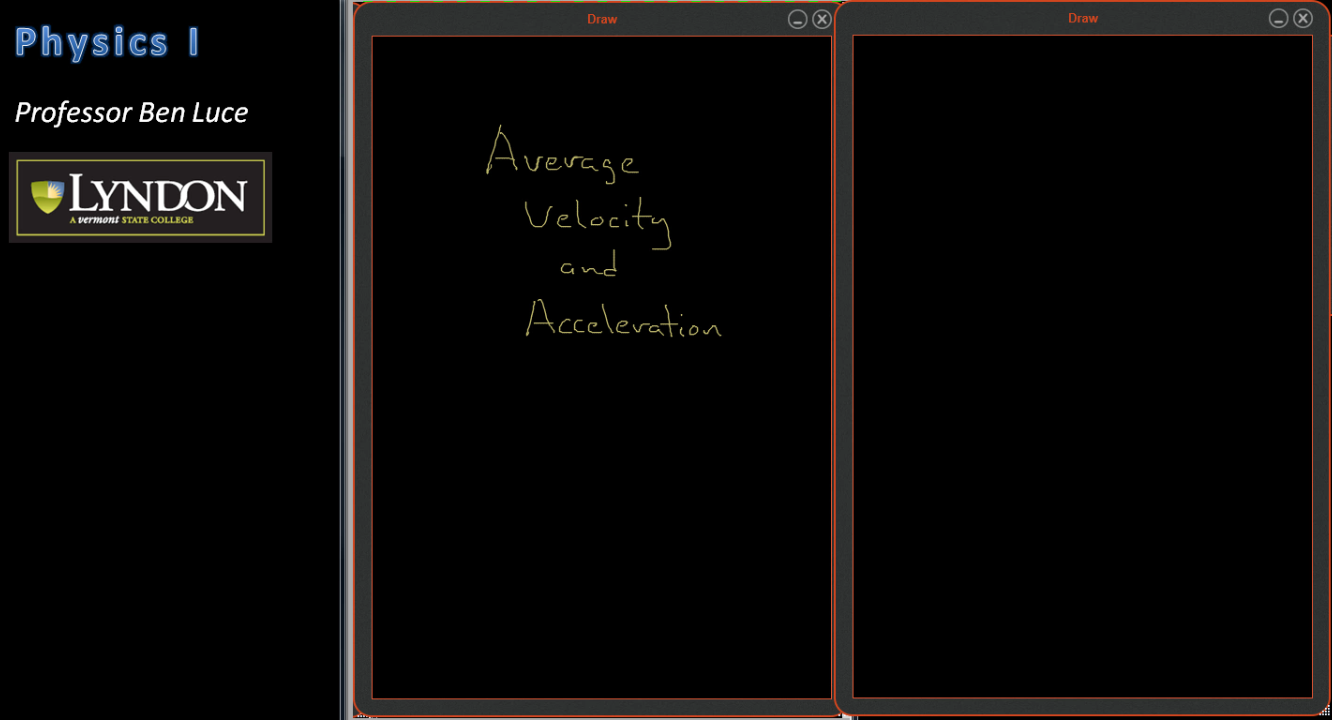 Physics I
Professor Ben Luce
LYNDON
A vermont STATE COLLEGE
Draw
Average
Velocity
and
Acceleration
Draw